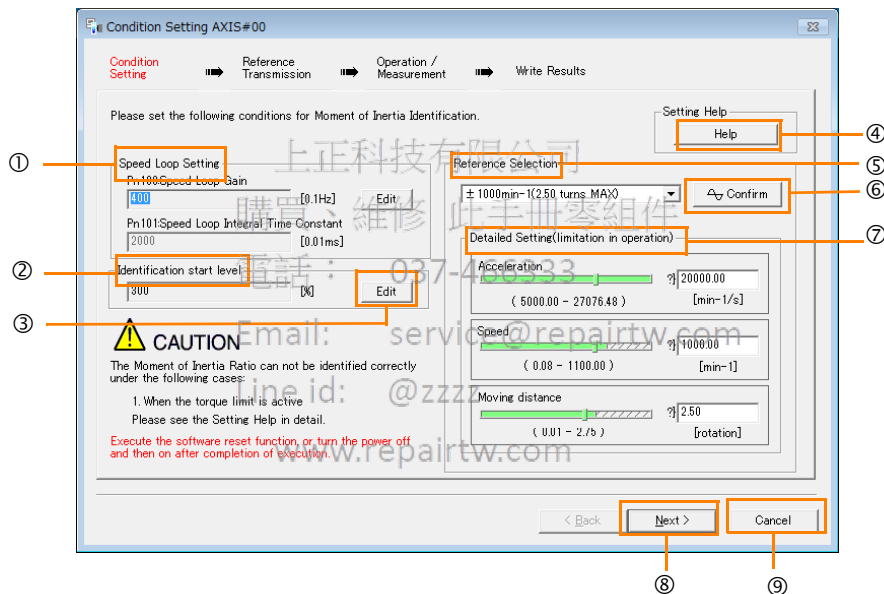 Condition Setting AXIS#00
Condition Setting
Reference Transmission
Operation / Measurement
Write Results
Please set the following conditions for Moment of Inertia Identification.
Setting Help
Help
④
①
Speed Loop Setting
Pn100:Speed Loop Gain
400
[0.1Hz]
Edit
Pn101:Speed Loop Integral Time Constant
2000
[0.01ms]
②
Identification start level
300
[%]
Edit
③
CAUTION
The Moment of Inertia Ratio can not be identified correctly
under the following cases:
1. When the torque limit is active
Please see the Setting Help in detail.
Execute the software reset function, or turn the power off
and then on after completion of execution.
Reference Selection
⑤
±1000min-1(2.50 turns MAX)
Confirm
⑥
Detailed Setting(limitation in operation)
⑦
Acceleration
20000.00
( 5000.00 - 27076.48 )
[min-1/s]
Speed
1000.00
( 0.08 - 1100.00 )
[min-1]
Moving distance
2.50
( 0.01 - 2.75 )
[rotation]
< Back
Next >
Cancel
⑧
⑨
上正科技有限公司
購買、維修 此手冊零組件
電話： 037-466333
Email: service@repairtw.com
Line id: @zzzz
www.repairtw.com